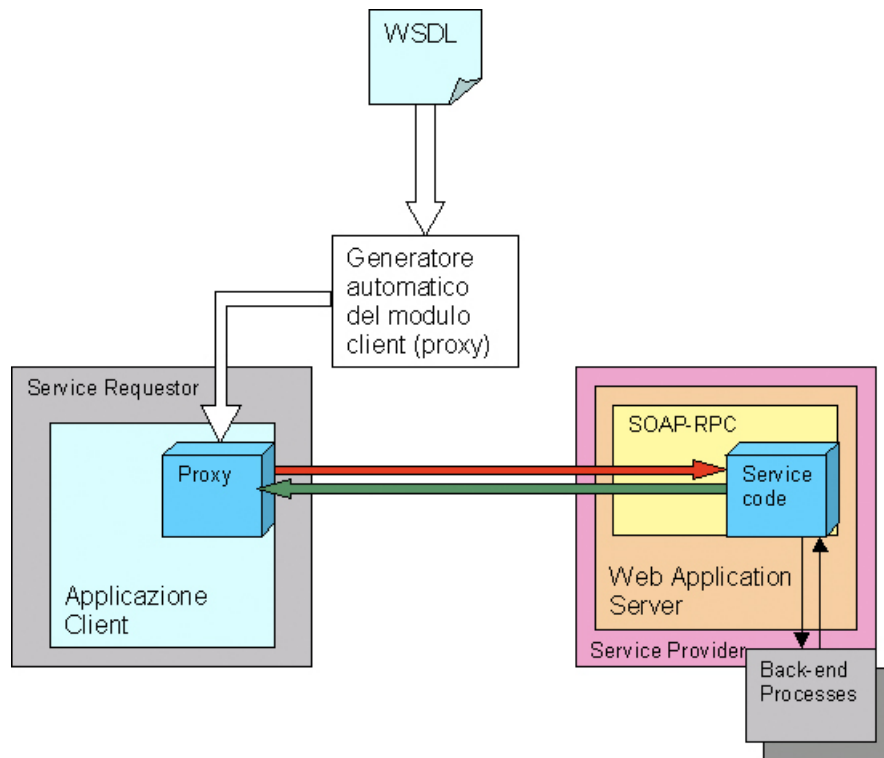 WSDL
Generatore
automatico
del modulo
client (proxy)
Service Requestor
Proxy
Applicazione
Client
SOAP-RPC
Service
code
Web Application
Server
Service Provider
Back-end
Processes